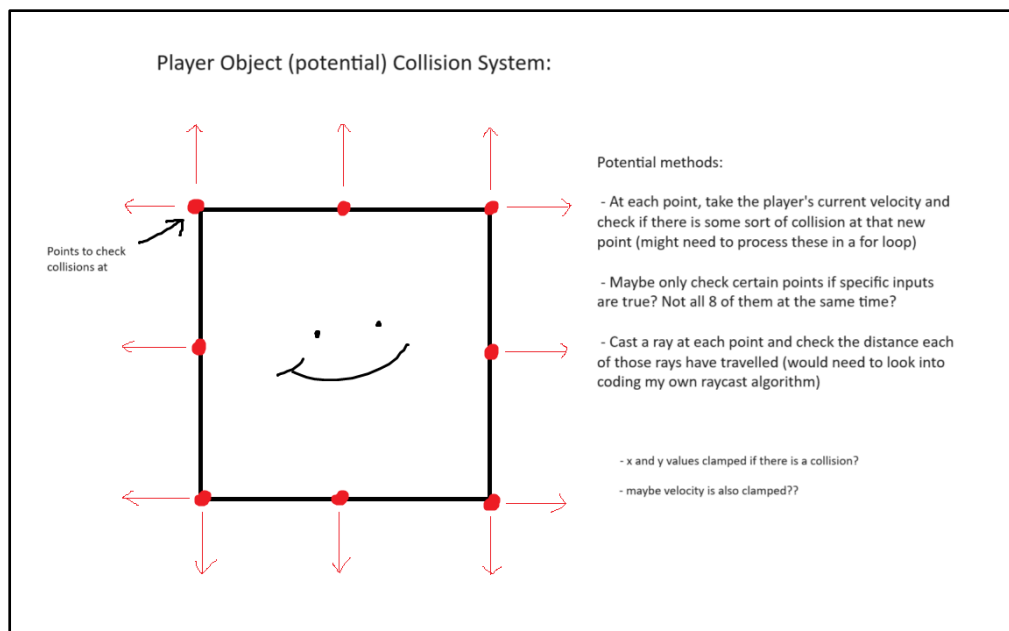 Player Object (potential) Collision System:
Points to check
collisions at
Potential methods:
- At each point, take the player's current velocity and
check if there is some sort of collision at that new
point (might need to process these in a for loop)
- Maybe only check certain points if specific inputs
are true? Not all 8 of them at the same time?
- Cast a ray at each point and check the distance each
of those rays have travelled (would need to look into
coding my own raycast algorithm)
- x and y values clamped if there is a collision?
- maybe velocity is also clamped??